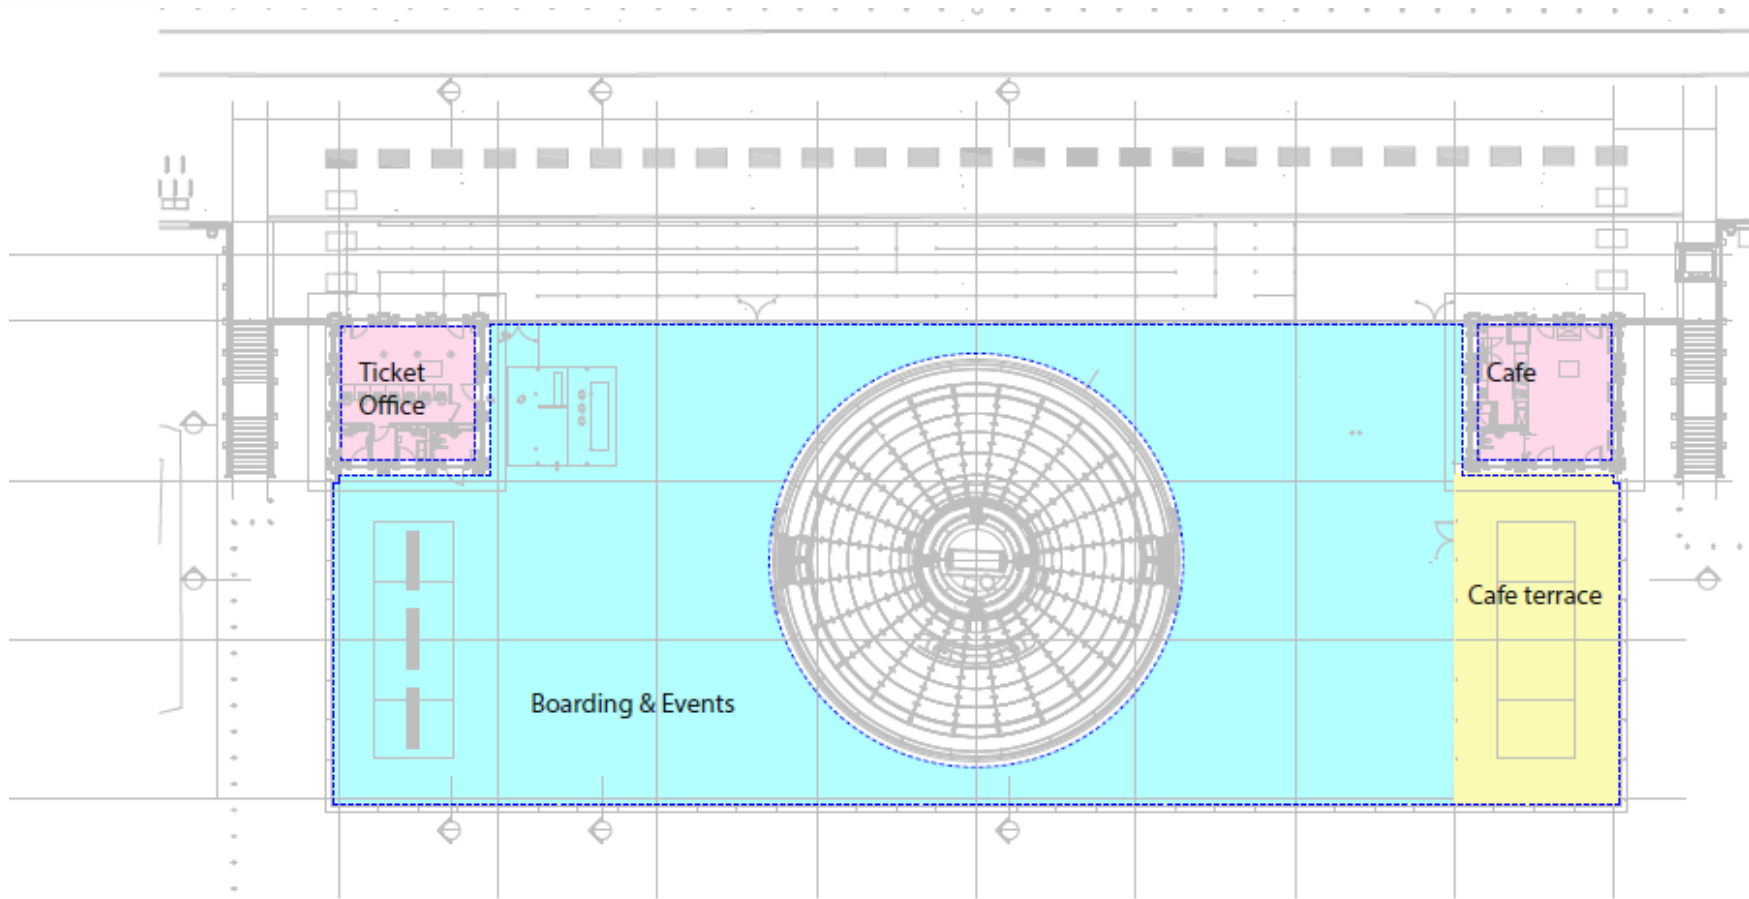 Ticket
Office
Cafe
Cafe terrace
Boarding & Events